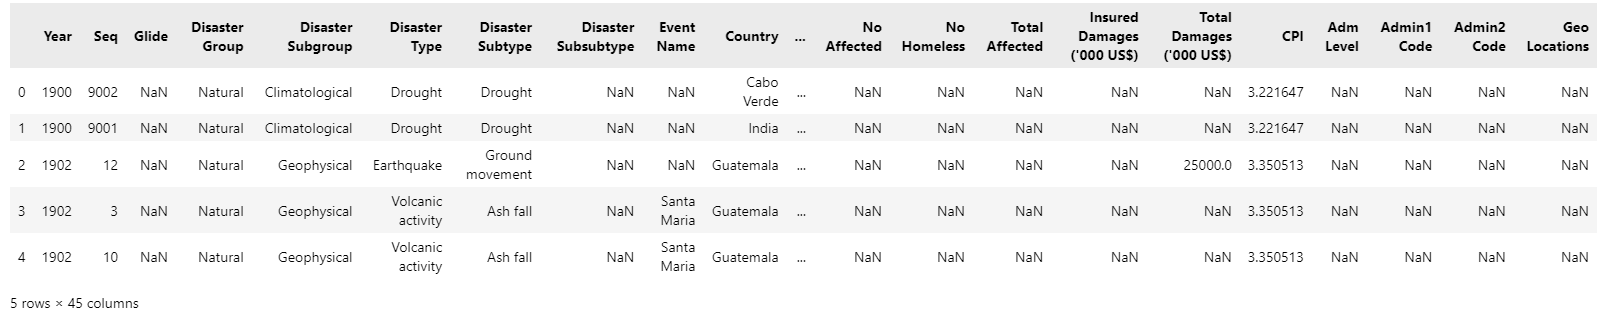 Year Seq Glide Disaster Group Disaster Subgroup Disaster Type Disaster Subtype Disaster Subsubtype Event Name Country ... No Affected No Homeless Total Affected Insured Damages ('000 US$) Total Damages ('000 US$) CPI Adm Level Admin1 Code Admin2 Code Geo Locations
0 1900 9002 NaN Natural Climatological Drought Drought NaN NaN Cabo Verde ... NaN NaN NaN NaN NaN 3.221647 NaN NaN NaN NaN
1 1900 9001 NaN Natural Climatological Drought Drought NaN NaN India ... NaN NaN NaN NaN NaN 3.221647 NaN NaN NaN NaN
2 1902 12 NaN Natural Geophysical Earthquake Ground movement NaN NaN Guatemala ... NaN NaN NaN NaN 25000.0 3.350513 NaN NaN NaN NaN
3 1902 3 NaN Natural Geophysical Volcanic activity Ash fall NaN Santa Maria Guatemala ... NaN NaN NaN NaN NaN 3.350513 NaN NaN NaN NaN
4 1902 10 NaN Natural Geophysical Volcanic activity Ash fall NaN Santa Maria Guatemala ... NaN NaN NaN NaN NaN 3.350513 NaN NaN NaN NaN
5 rows × 45 columns